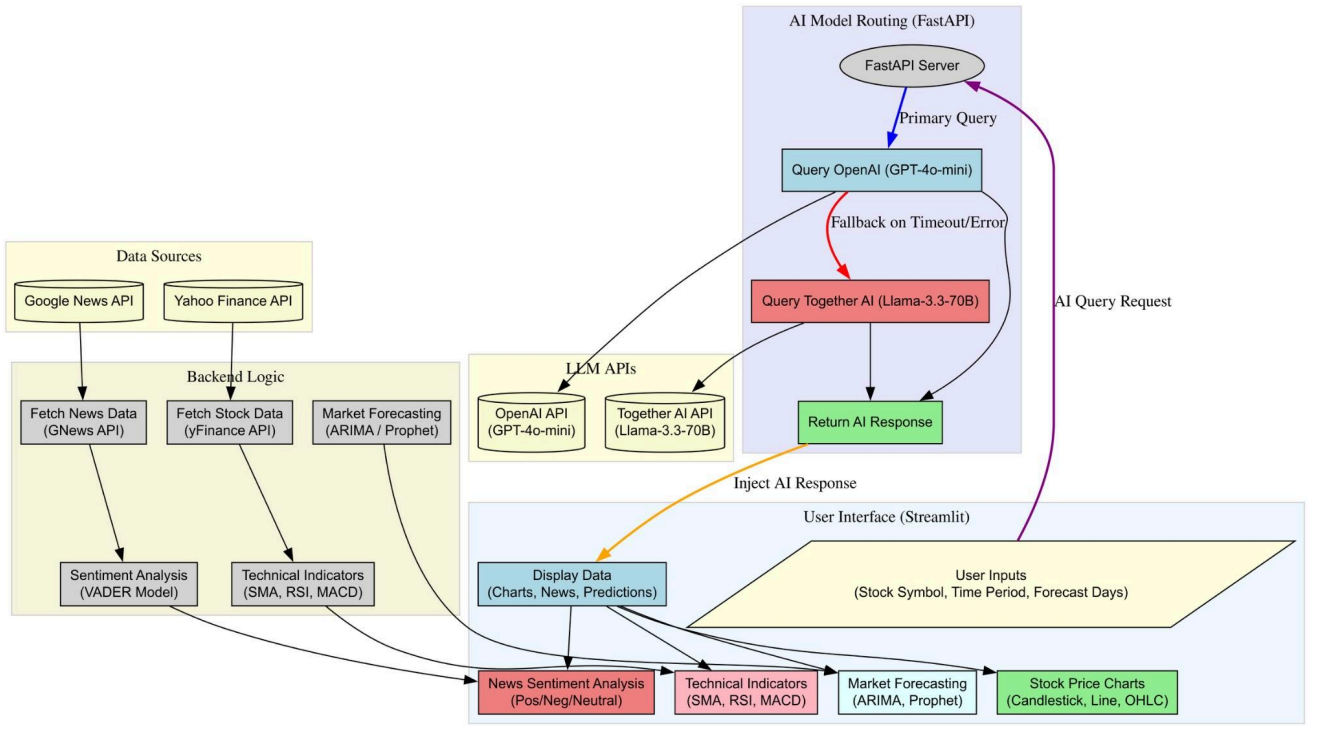 AI Model Routing (FastAPI)
FastAPI Server
Primary Query
Query OpenAI (GPT-4o-mini)
Fallback on Timeout/Error
Data Sources
Google News API
Yahoo Finance API
Query Together AI (Llama-3.3-70B)
AI Query Request
LLM APIs
Backend Logic
Fetch News Data
(GNews API)
Fetch Stock Data
(yFinance API)
Market Forecasting
(ARIMA / Prophet)
OpenAI API
(GPT-4o-mini)
Together AI API
(Llama-3.3-70B)
Return AI Response
Inject AI Response
User Interface (Streamlit)
Sentiment Analysis
(VADER Model)
Technical Indicators
(SMA, RSI, MACD)
Display Data
(Charts, News, Predictions)
User Inputs
(Stock Symbol, Time Period, Forecast Days)
News Sentiment Analysis
(Pos/Neg/Neutral)
Technical Indicators
(SMA, RSI, MACD)
Market Forecasting
(ARIMA, Prophet)
Stock Price Charts
(Candlestick, Line, OHLC)